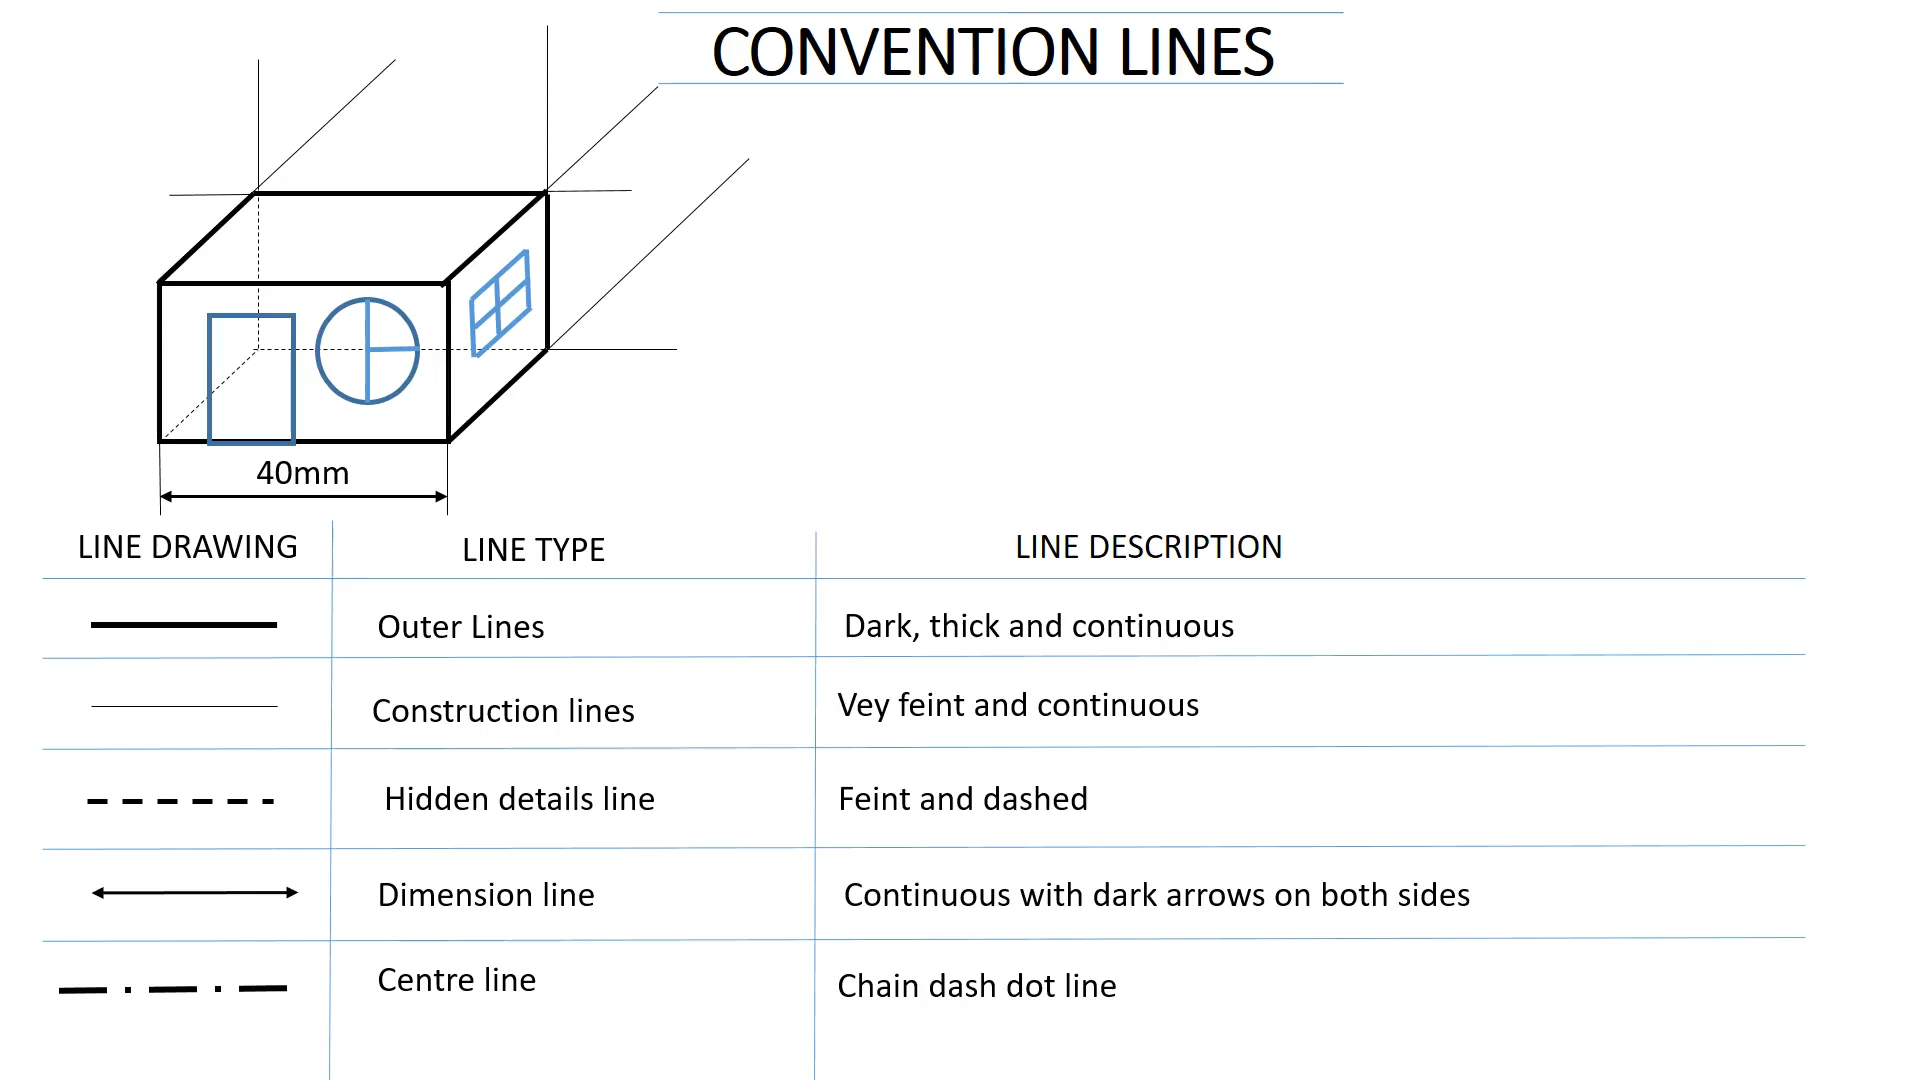 CONVENTION LINES
40mm
LINE DRAWING LINE TYPE LINE DESCRIPTION
Outer Lines Dark, thick and continuous
Construction lines Vey feint and continuous
Hidden details line Feint and dashed
Dimension line Continuous with dark arrows on both sides
Centre line Chain dash dot line